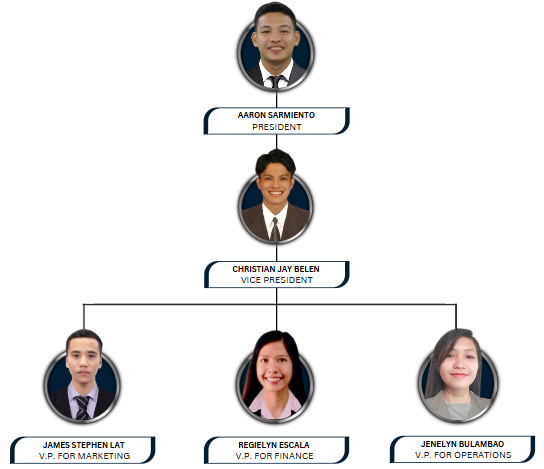 AARON SARMIENTO
PRESIDENT
CHRISTIAN JAY BELEN
VICE PRESIDENT
JAMES STEPHEN LAT
V.P. FOR MARKETING
REGIELYN ESCALA
V.P. FOR FINANCE
JENELYN BULAMBAO
V.P. FOR OPERATIONS